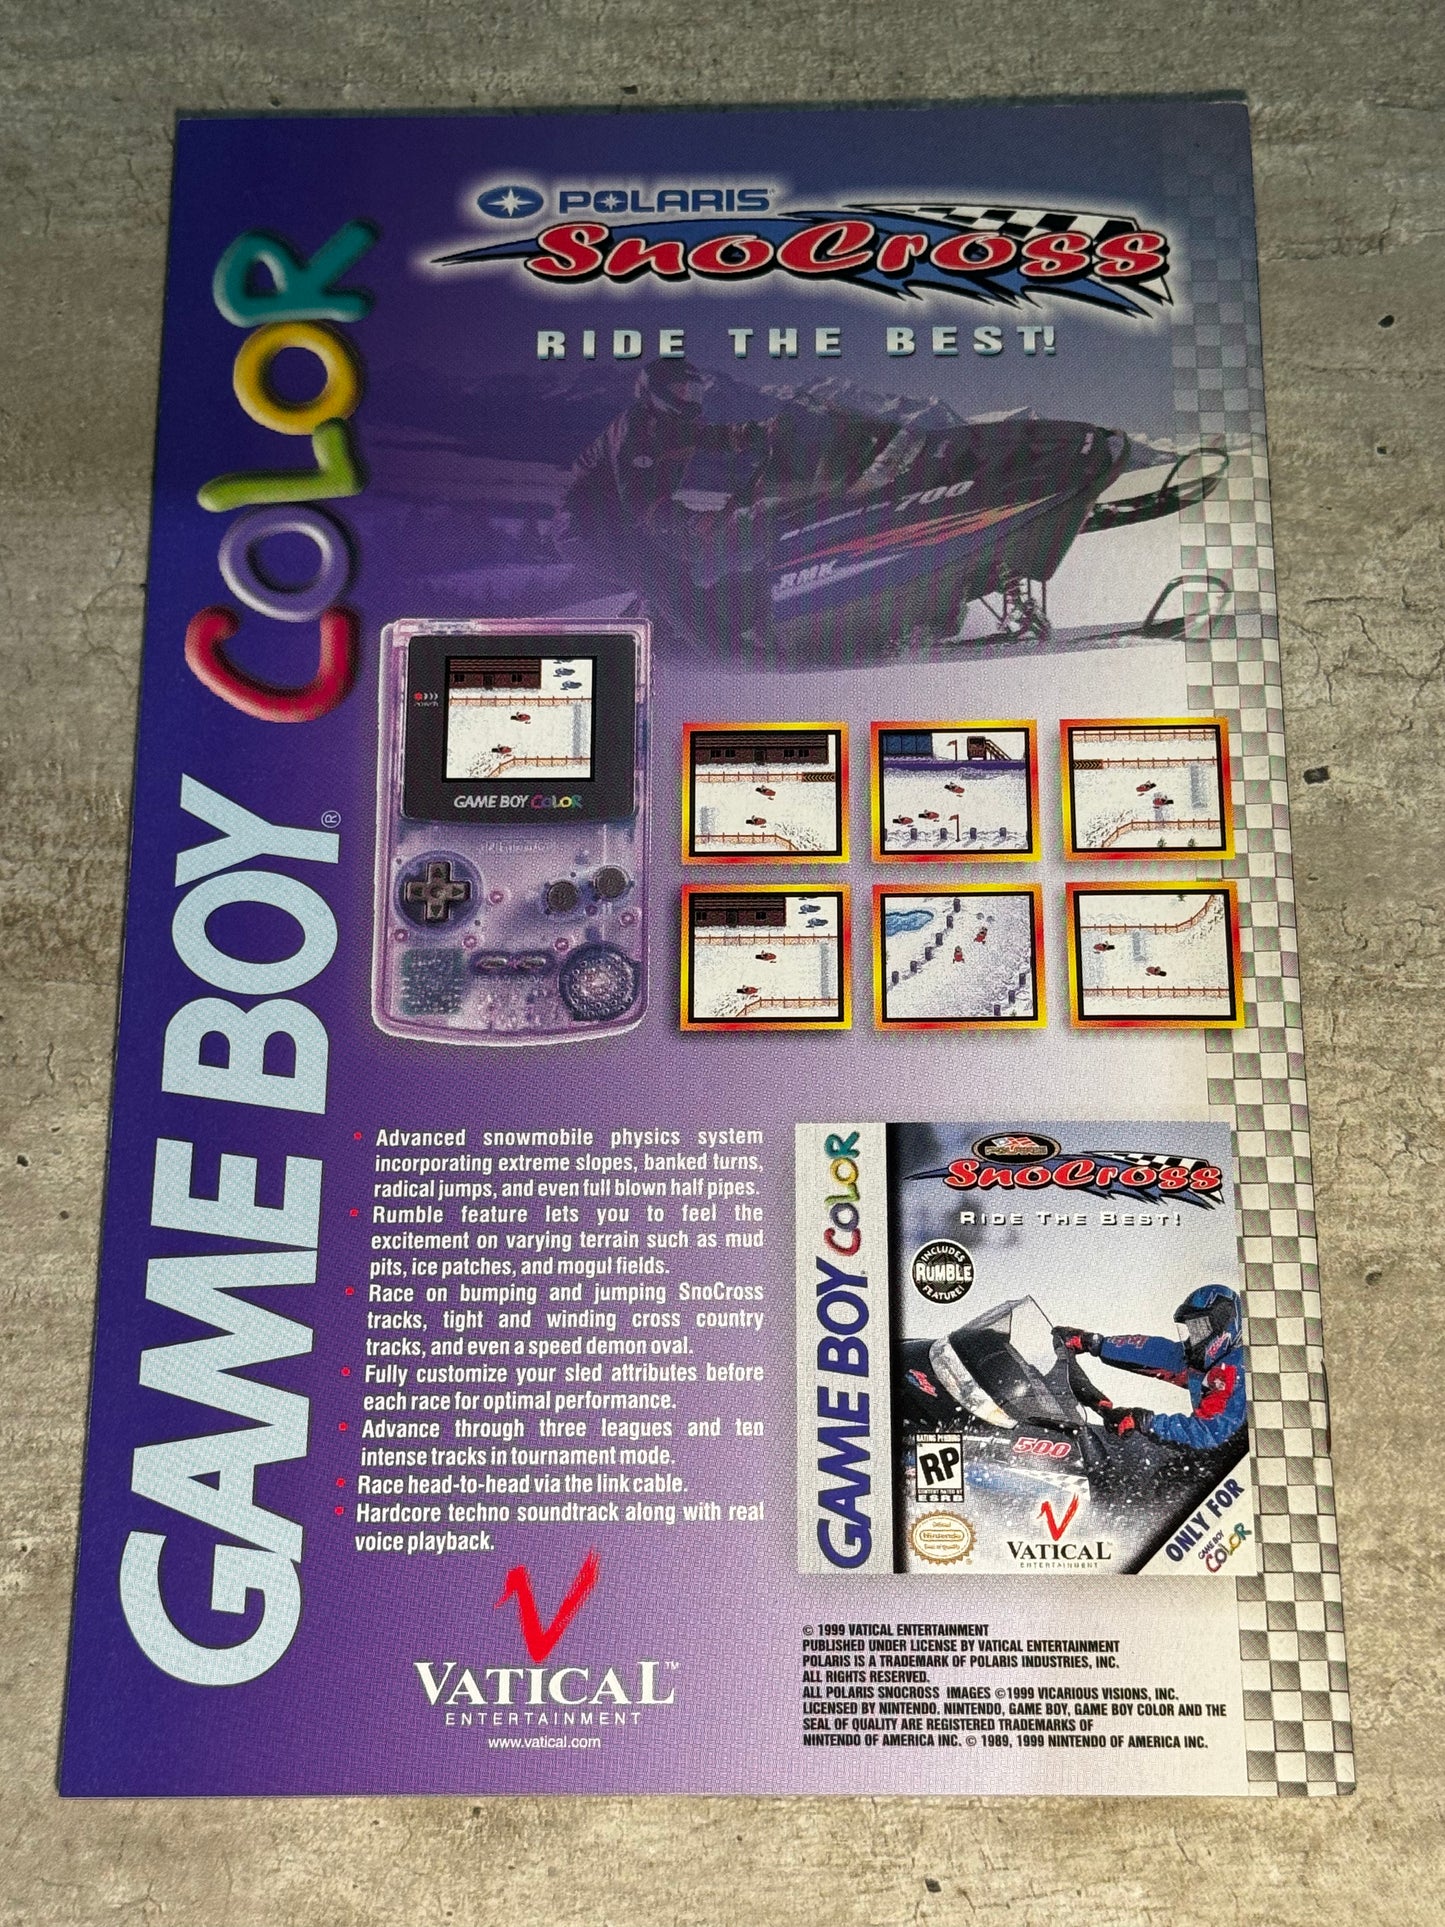 POLARIS
SnoCross
RIDE THE BEST!
700
RMK
GAME BOY® COLOR
GAME BOY COLOR
• Advanced snowmobile physics system
incorporating extreme slopes, banked turns,
radical jumps, and even full blown half pipes.
• Rumble feature lets you to feel the
excitement on varying terrain such as mud
pits, ice patches, and mogul fields.
• Race on bumping and jumping SnoCross
tracks, tight and winding cross country
tracks, and even a speed demon oval.
• Fully customize your sled attributes before
each race for optimal performance.
• Advance through three leagues and ten
intense tracks in tournament mode.
• Race head-to-head via the link cable.
• Hardcore techno soundtrack along with real
voice playback.
VATICAL™
ENTERTAINMENT
www.vatical.com
GAME BOY COLOR
POLARIS
SnoCross
RIDE THE BEST!
INCLUDES
RUMBLE
FEATURE!
500
RATING PENDING
RP
CONTENT RATED BY
ESRB
Official
Nintendo
Seal of Quality
VATICAL
ENTERTAINMENT
ONLY FOR
GAME BOY
COLOR
© 1999 VATICAL ENTERTAINMENT
PUBLISHED UNDER LICENSE BY VATICAL ENTERTAINMENT
POLARIS IS A TRADEMARK OF POLARIS INDUSTRIES, INC.
ALL RIGHTS RESERVED.
ALL POLARIS SNOCROSS IMAGES ©1999 VICARIOUS VISIONS, INC.
LICENSED BY NINTENDO. NINTENDO, GAME BOY, GAME BOY COLOR AND THE
SEAL OF QUALITY ARE REGISTERED TRADEMARKS OF
NINTENDO OF AMERICA INC. © 1989, 1999 NINTENDO OF AMERICA INC.